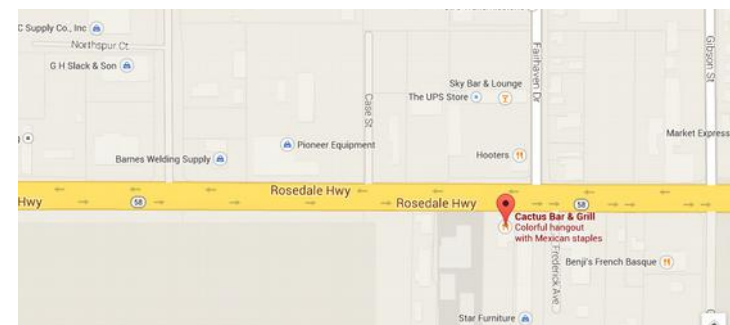 C Supply Co., Inc
Northspur Ct
G H Slack & Son
Sky Bar & Lounge
The UPS Store
Fairhaven Dr
Gibson St
Case St
Market Express
Pioneer Equipment
Hooters
Barnes Welding Supply
Rosedale Hwy
Hwy
58
Rosedale Hwy
58
Cactus Bar & Grill
Colorful hangout
with Mexican staples
Benji's French Basque
Frederick Ave
Star Furniture